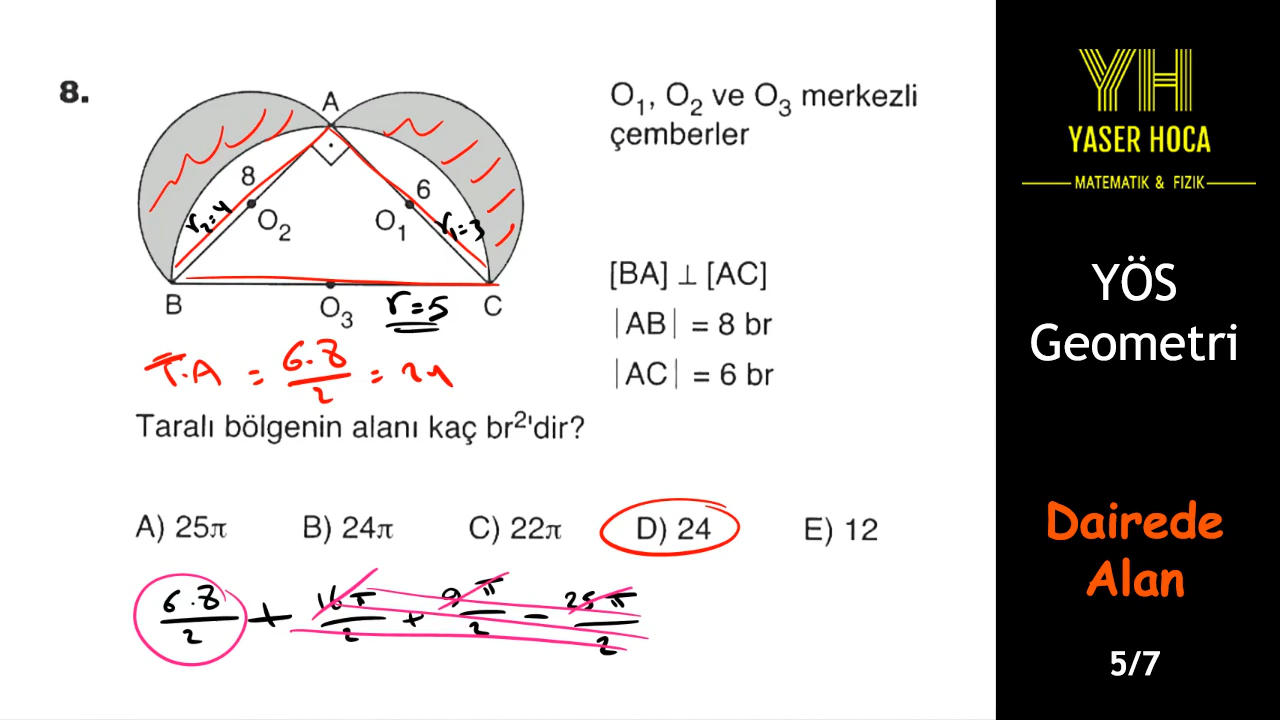 8.
A
8
6
r₂=4
O₂
O₁
r₁=3
B
O₃
r=5
C
T.A = 6.8/2 = 24
O₁, O₂ ve O₃ merkezli
çemberler
[BA] ⊥ [AC]
|AB| = 8 br
|AC| = 6 br
Taralı bölgenin alanı kaç br²'dir?
A) 25π B) 24π C) 22π D) 24 E) 12
6.8/2 + 16π/2 + 9π/2 - 25π/2
YH
YASER HOCA
MATEMATIK & FIZIK
YÖS
Geometri
Dairede
Alan
5/7